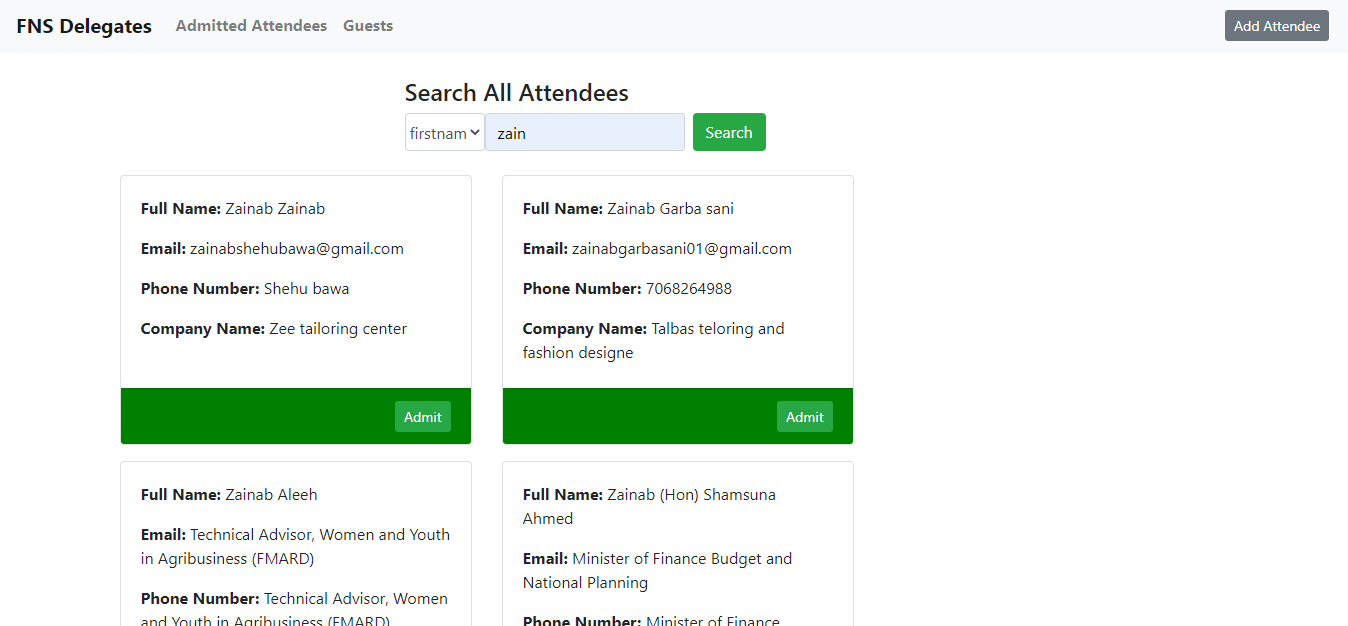 FNS Delegates Admitted Attendees Guests Add Attendee
Search All Attendees
firstnam zain Search
Full Name: Zainab Zainab
Email: zainabshehubawa@gmail.com
Phone Number: Shehu bawa
Company Name: Zee tailoring center
Admit
Full Name: Zainab Garba sani
Email: zainabgarbasani01@gmail.com
Phone Number: 7068264988
Company Name: Talbas teloring and
fashion designe
Admit
Full Name: Zainab Aleeh
Email: Technical Advisor, Women and Youth
in Agribusiness (FMARD)
Phone Number: Technical Advisor, Women
and Youth in Agribusiness (FMARD)
Full Name: Zainab (Hon) Shamsuna
Ahmed
Email: Minister of Finance Budget and
National Planning
Phone Number: Minister of Finance